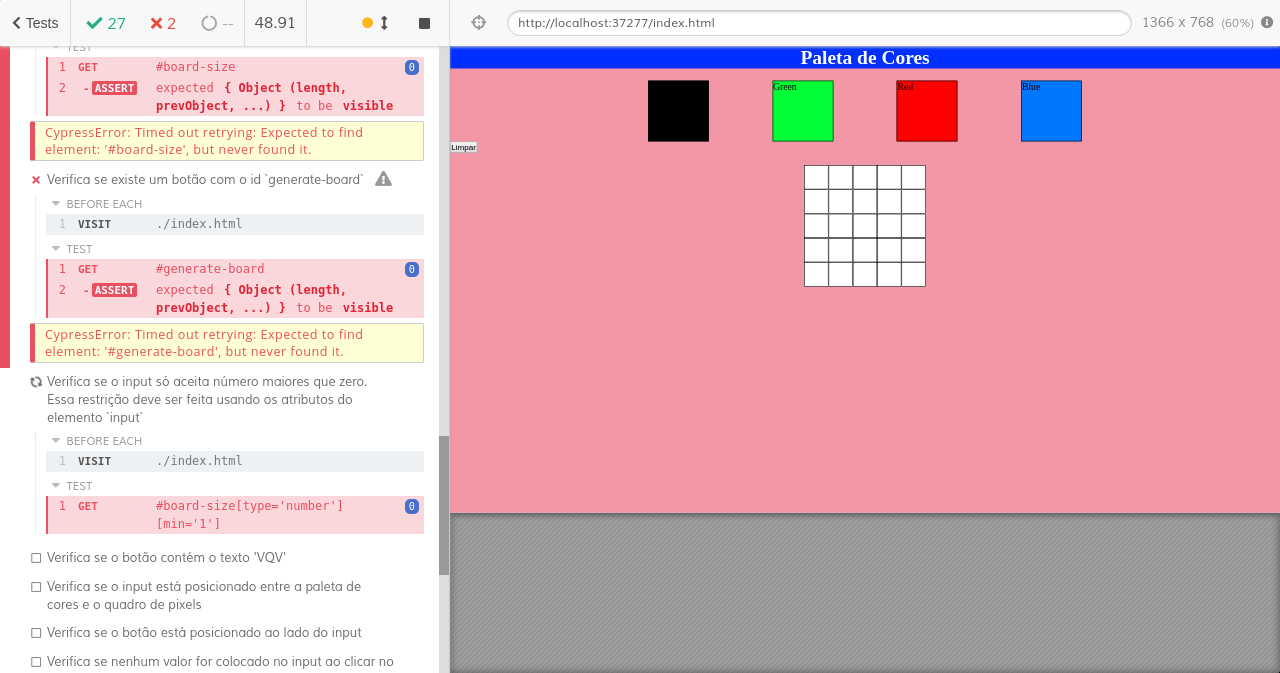 Tests 27 2 -- 48.91
http://localhost:37277/index.html 1366 x 768 (60%)
TEST
1 GET #board-size 0
2 -ASSERT expected { Object (length,
prevObject, ...) } to be visible
CypressError: Timed out retrying: Expected to find
element: '#board-size', but never found it.
Verifica se existe um botão com o id `generate-board`
BEFORE EACH
1 VISIT ./index.html
TEST
1 GET #generate-board 0
2 -ASSERT expected { Object (length,
prevObject, ...) } to be visible
CypressError: Timed out retrying: Expected to find
element: '#generate-board', but never found it.
Verifica se o input só aceita número maiores que zero.
Essa restrição deve ser feita usando os atributos do
elemento `input`
BEFORE EACH
1 VISIT ./index.html
TEST
1 GET #board-size[type='number'] 0
[min='1']
Verifica se o botão contém o texto 'VQV'
Verifica se o input está posicionado entre a paleta de
cores e o quadro de pixels
Verifica se o botão está posicionado ao lado do input
Verifica se nenhum valor for colocado no input ao clicar no
Paleta de Cores
Green Red Blue
Limpar